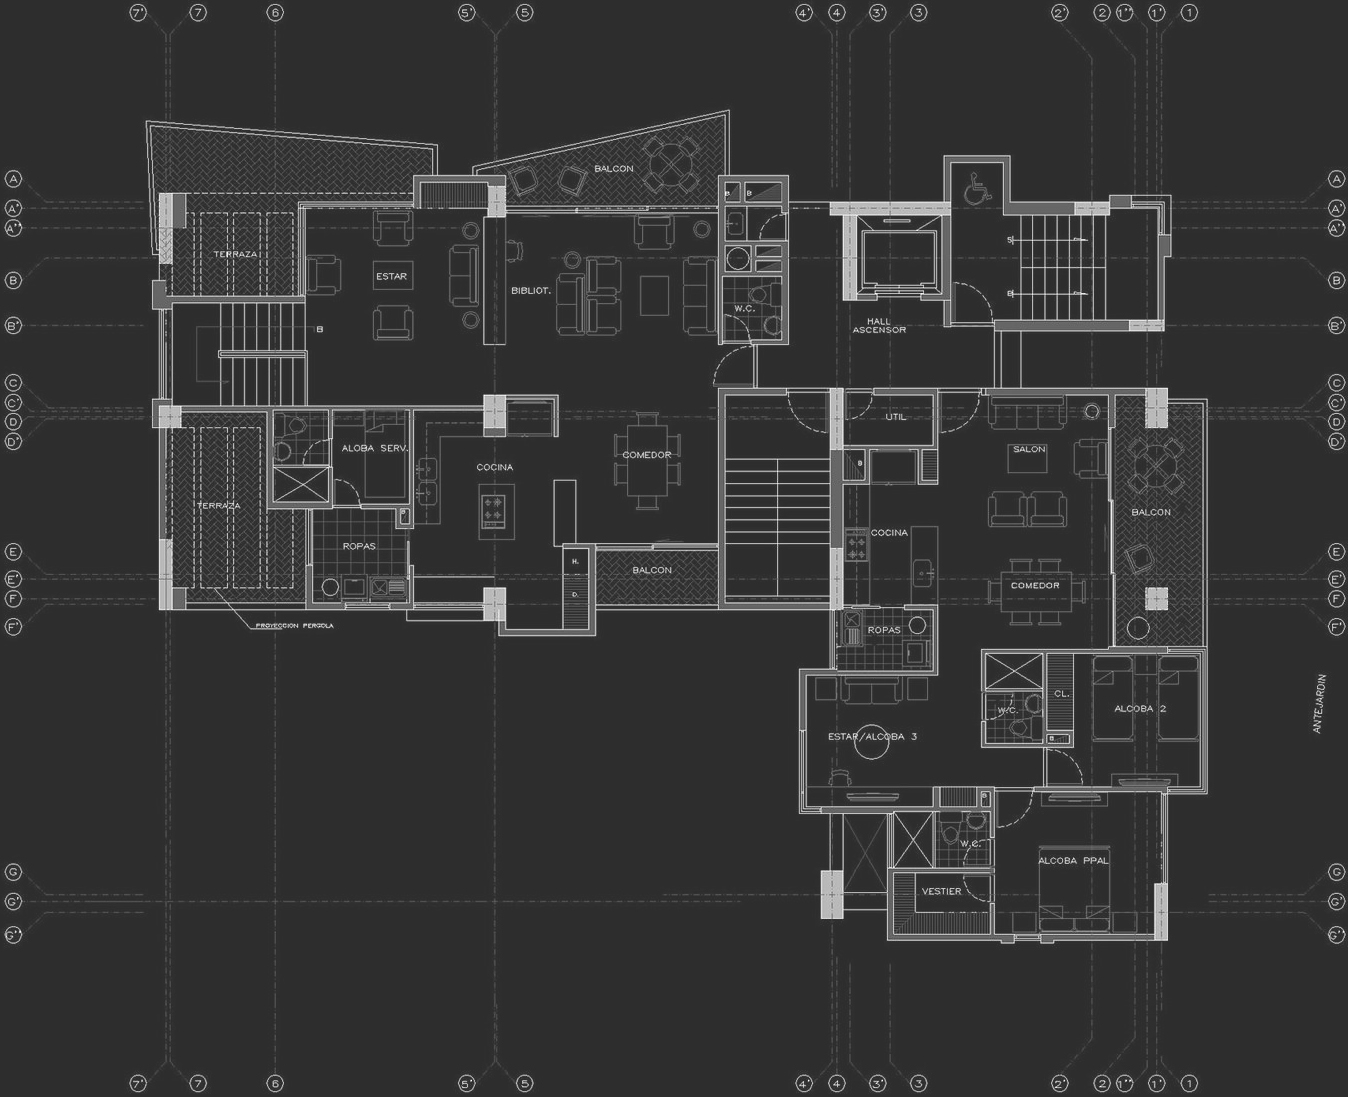 7' 7 6 5' 5 4' 4 3' 3 2' 2 1'' 1' 1
A A
A' A'
A'' A''
B B
B' B'
C C
C' C'
D D
D' D'
E E
E' E'
F F
F' F'
G G
G' G'
G'' G''
BALCON
TERRAZA
ESTAR
BIBLIOT.
B B
W.C.
HALL
ASCENSOR
S
B
B
UTIL
SALON
ALOBA SERV.
COCINA
COMEDOR
B
TERRAZA
BALCON
B
COCINA
ROPAS
BALCON
H.
D.
COMEDOR
PROYECCION PERGOLA
ROPAS
W.C.
CL.
ALCOBA 2
ANTEJARDIN
ESTAR/ALCOBA 3
B
B
W.C.
ALCOBA PPAL
VESTIER
7' 7 6 5' 5 4' 4 3' 3 2' 2 1'' 1' 1